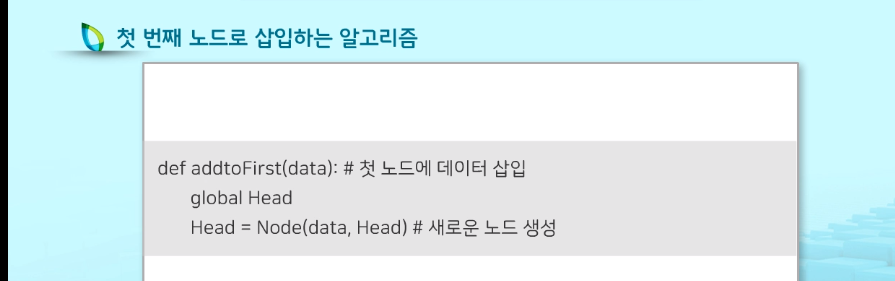 첫 번째 노드로 삽입하는 알고리즘
def addtoFirst(data): # 첫 노드에 데이터 삽입
global Head
Head = Node(data, Head) # 새로운 노드 생성